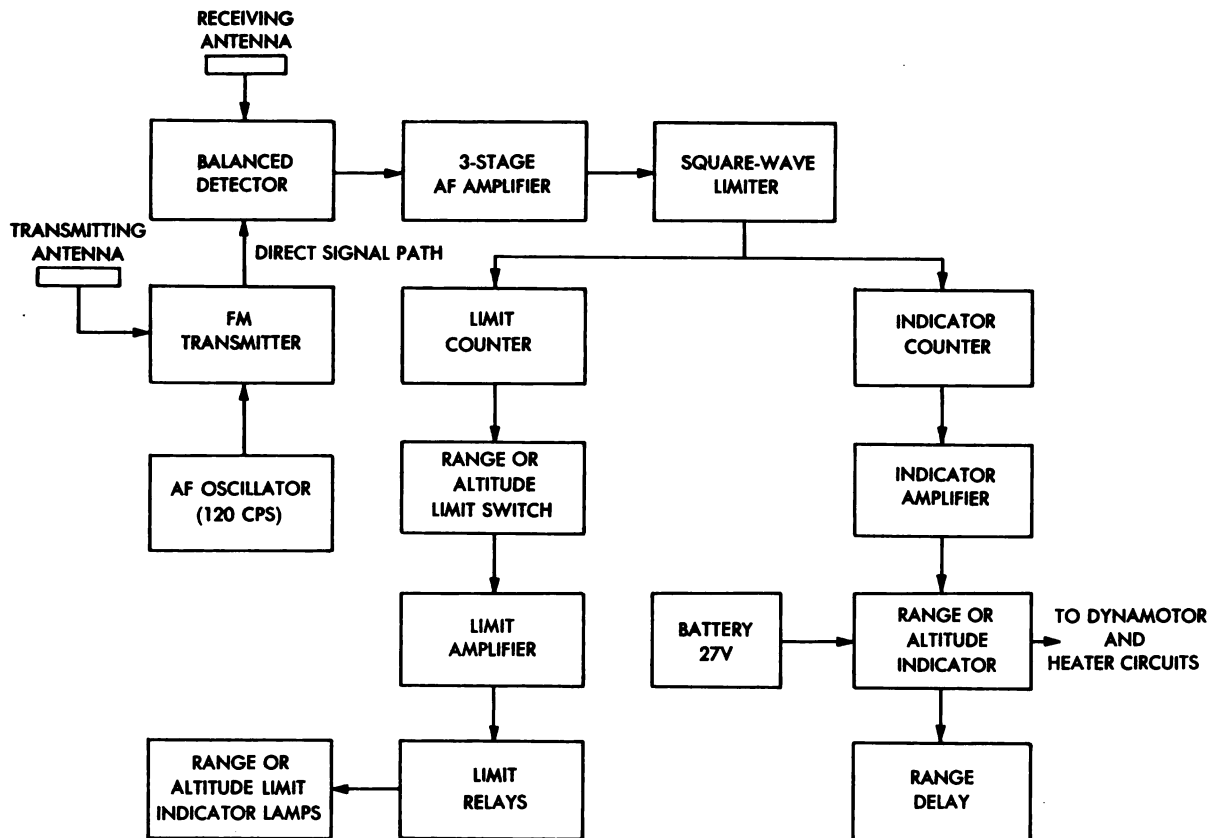 RECEIVING
ANTENNA
BALANCED
DETECTOR
3-STAGE
AF AMPLIFIER
SQUARE-WAVE
LIMITER
TRANSMITTING
ANTENNA
DIRECT SIGNAL PATH
FM
TRANSMITTER
LIMIT
COUNTER
INDICATOR
COUNTER
AF OSCILLATOR
(120 CPS)
RANGE OR
ALTITUDE
LIMIT SWITCH
INDICATOR
AMPLIFIER
LIMIT
AMPLIFIER
BATTERY
27V
RANGE OR
ALTITUDE
INDICATOR
TO DYNAMOTOR
AND
HEATER CIRCUITS
RANGE OR
ALTITUDE LIMIT
INDICATOR LAMPS
LIMIT
RELAYS
RANGE
DELAY